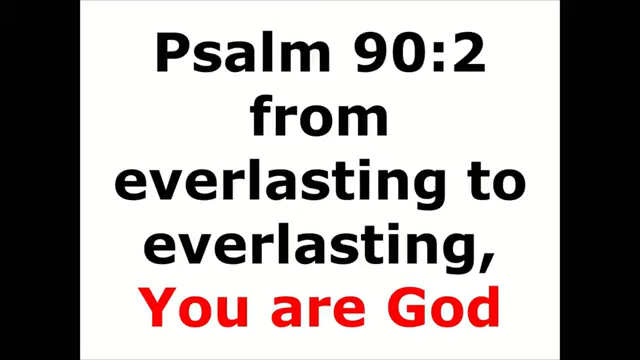 Psalm 90:2
from
everlasting to
everlasting,
You are God